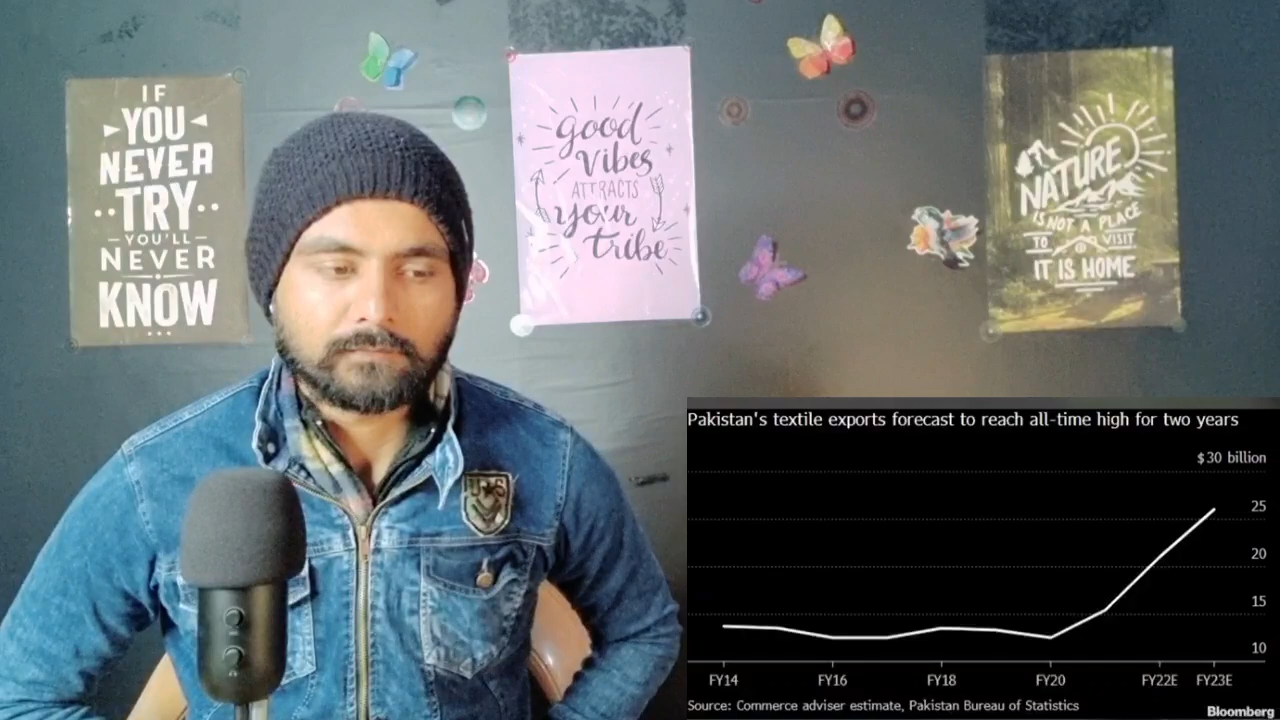 IF
YOU
NEVER
TRY
YOU'LL
NEVER
KNOW
good
vibes
ATTRACTS
your
tribe
NATURE
IS NOT A PLACE
TO VISIT
IT IS HOME
U S
Pakistan's textile exports forecast to reach all-time high for two years
$30 billion
25
20
15
10
FY14 FY16 FY18 FY20 FY22E FY23E
Source: Commerce adviser estimate, Pakistan Bureau of Statistics
Bloomberg